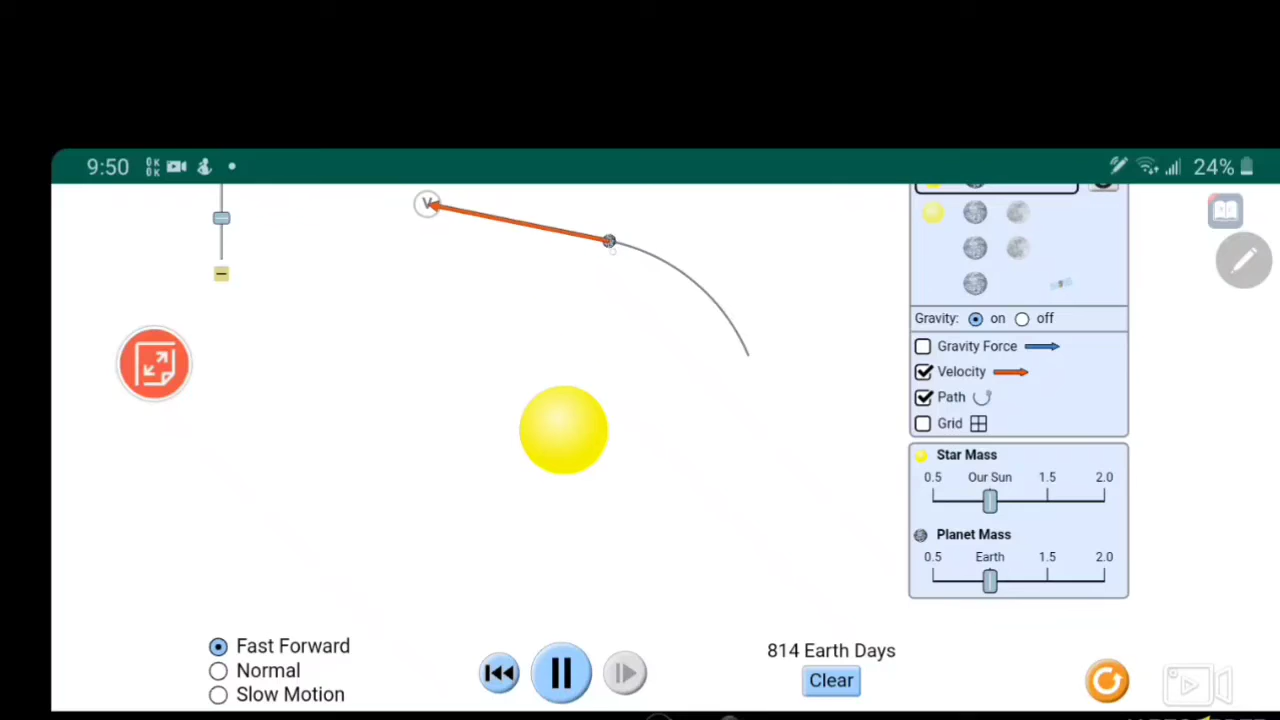 9:50
0 K
0 K
24%
V
Gravity: on off
Gravity Force
Velocity
Path
Grid
Star Mass
0.5 Our Sun 1.5 2.0
Planet Mass
0.5 Earth 1.5 2.0
Fast Forward
Normal
Slow Motion
814 Earth Days
Clear